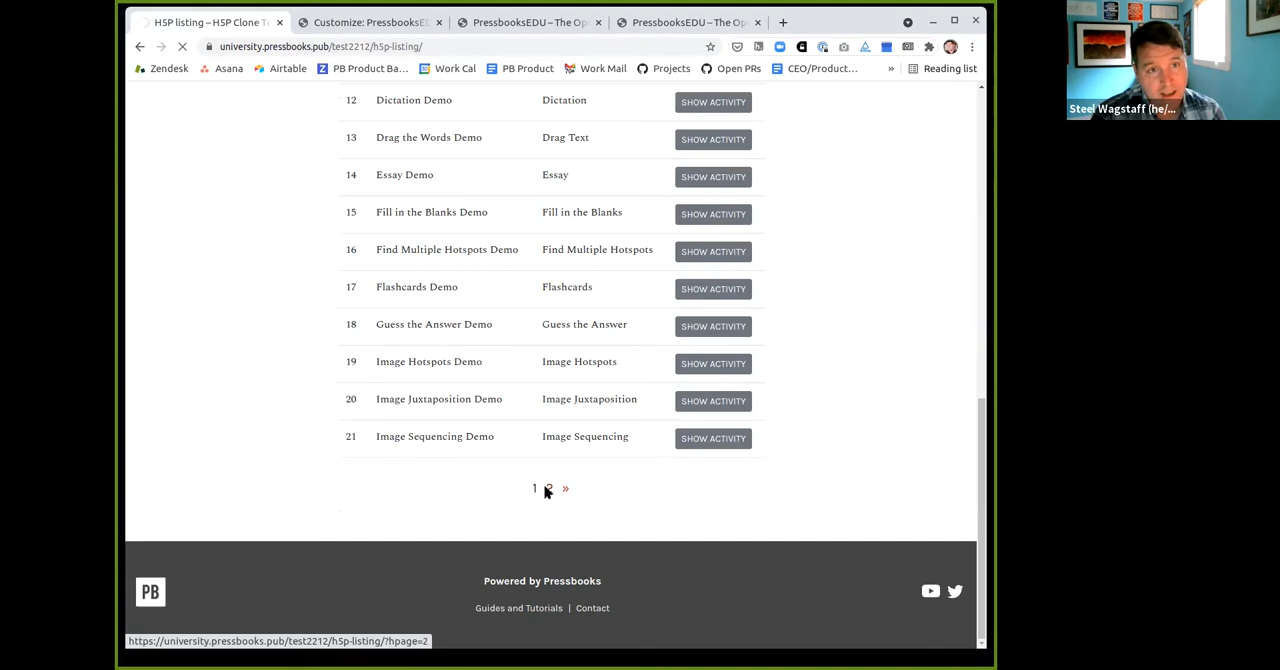 H5P listing – H5P Clone T
Customize: PressbooksE
PressbooksEDU – The Op
PressbooksEDU – The Op
university.pressbooks.pub/test2212/h5p-listing/
Zendesk Asana Airtable PB Product Ba... Work Cal PB Product Work Mail Projects Open PRs CEO/Product... » Reading list
12 Dictation Demo Dictation SHOW ACTIVITY
13 Drag the Words Demo Drag Text SHOW ACTIVITY
14 Essay Demo Essay SHOW ACTIVITY
15 Fill in the Blanks Demo Fill in the Blanks SHOW ACTIVITY
16 Find Multiple Hotspots Demo Find Multiple Hotspots SHOW ACTIVITY
17 Flashcards Demo Flashcards SHOW ACTIVITY
18 Guess the Answer Demo Guess the Answer SHOW ACTIVITY
19 Image Hotspots Demo Image Hotspots SHOW ACTIVITY
20 Image Juxtaposition Demo Image Juxtaposition SHOW ACTIVITY
21 Image Sequencing Demo Image Sequencing SHOW ACTIVITY
1 2 »
PB
Powered by Pressbooks
Guides and Tutorials | Contact
https://university.pressbooks.pub/test2212/h5p-listing/?hpage=2
Steel Wagstaff (he/...